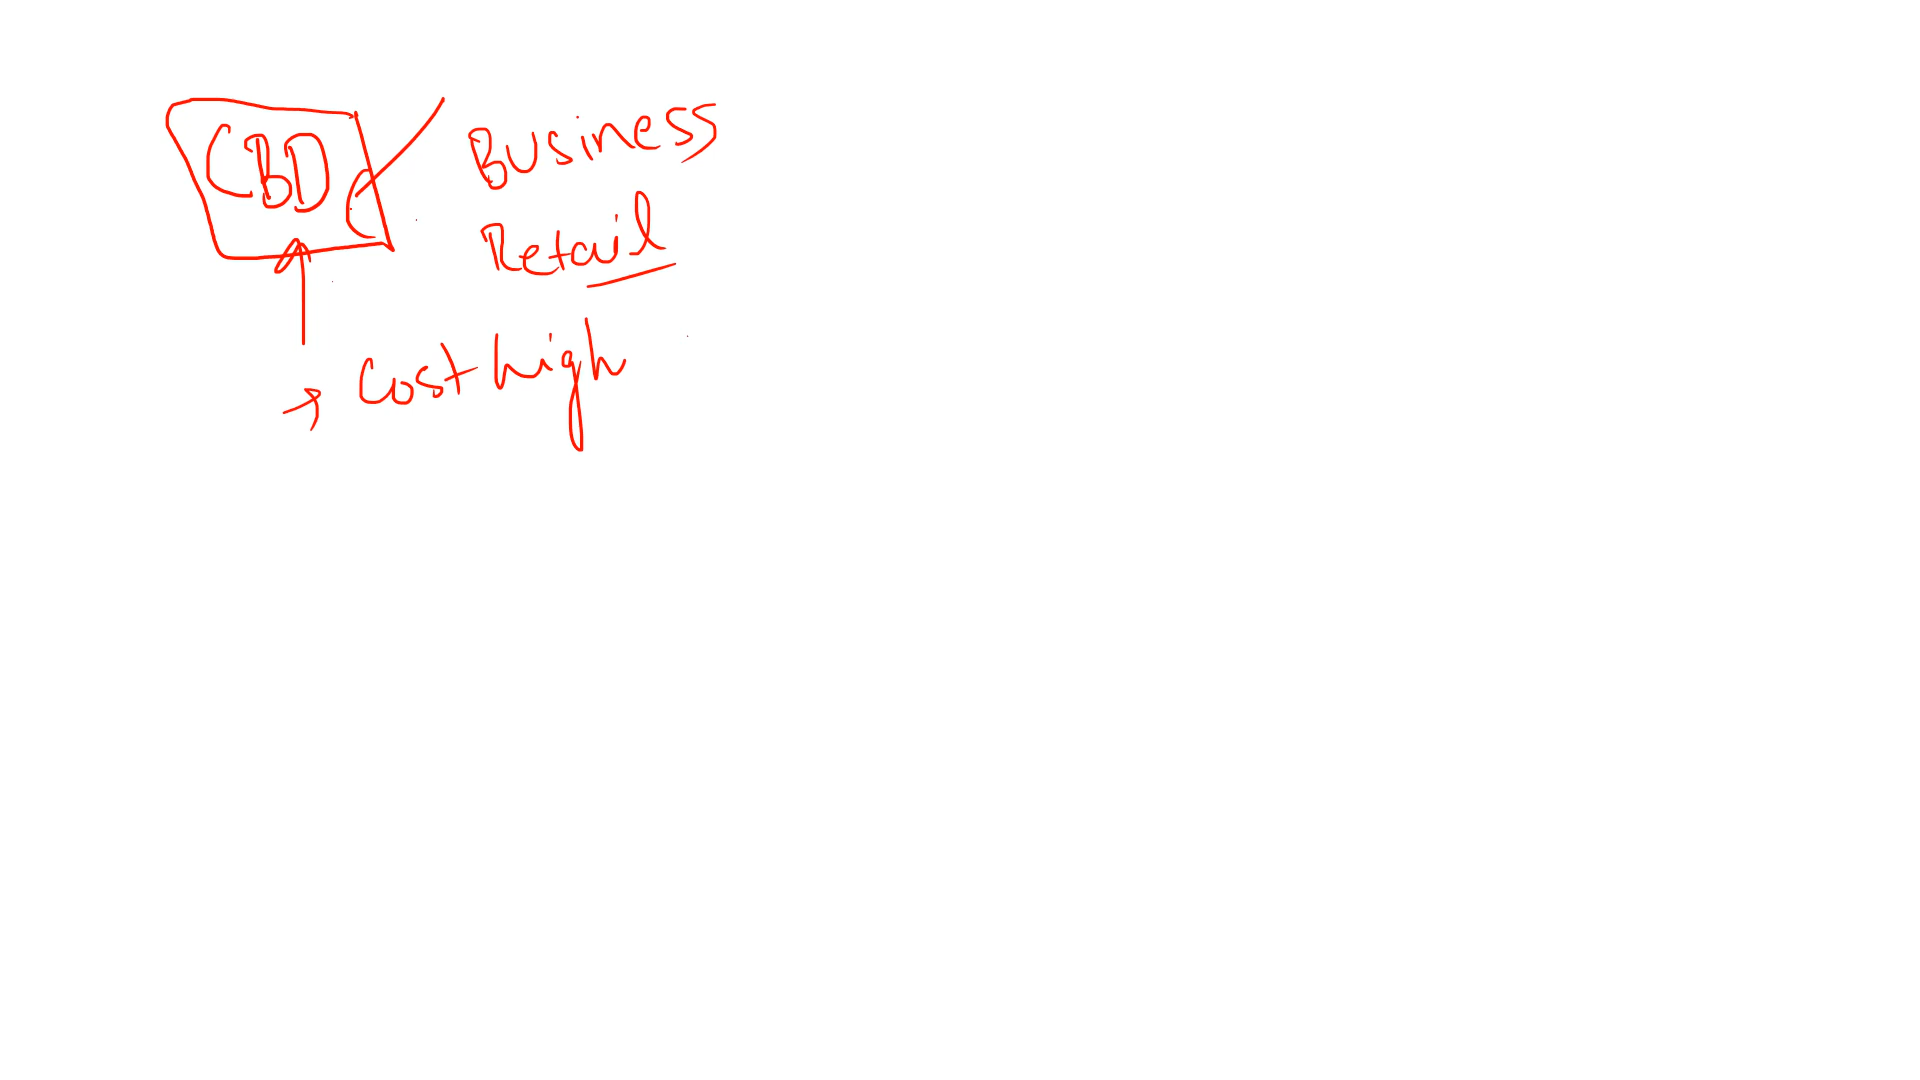 CBD
Business
Retail
→ Cost high